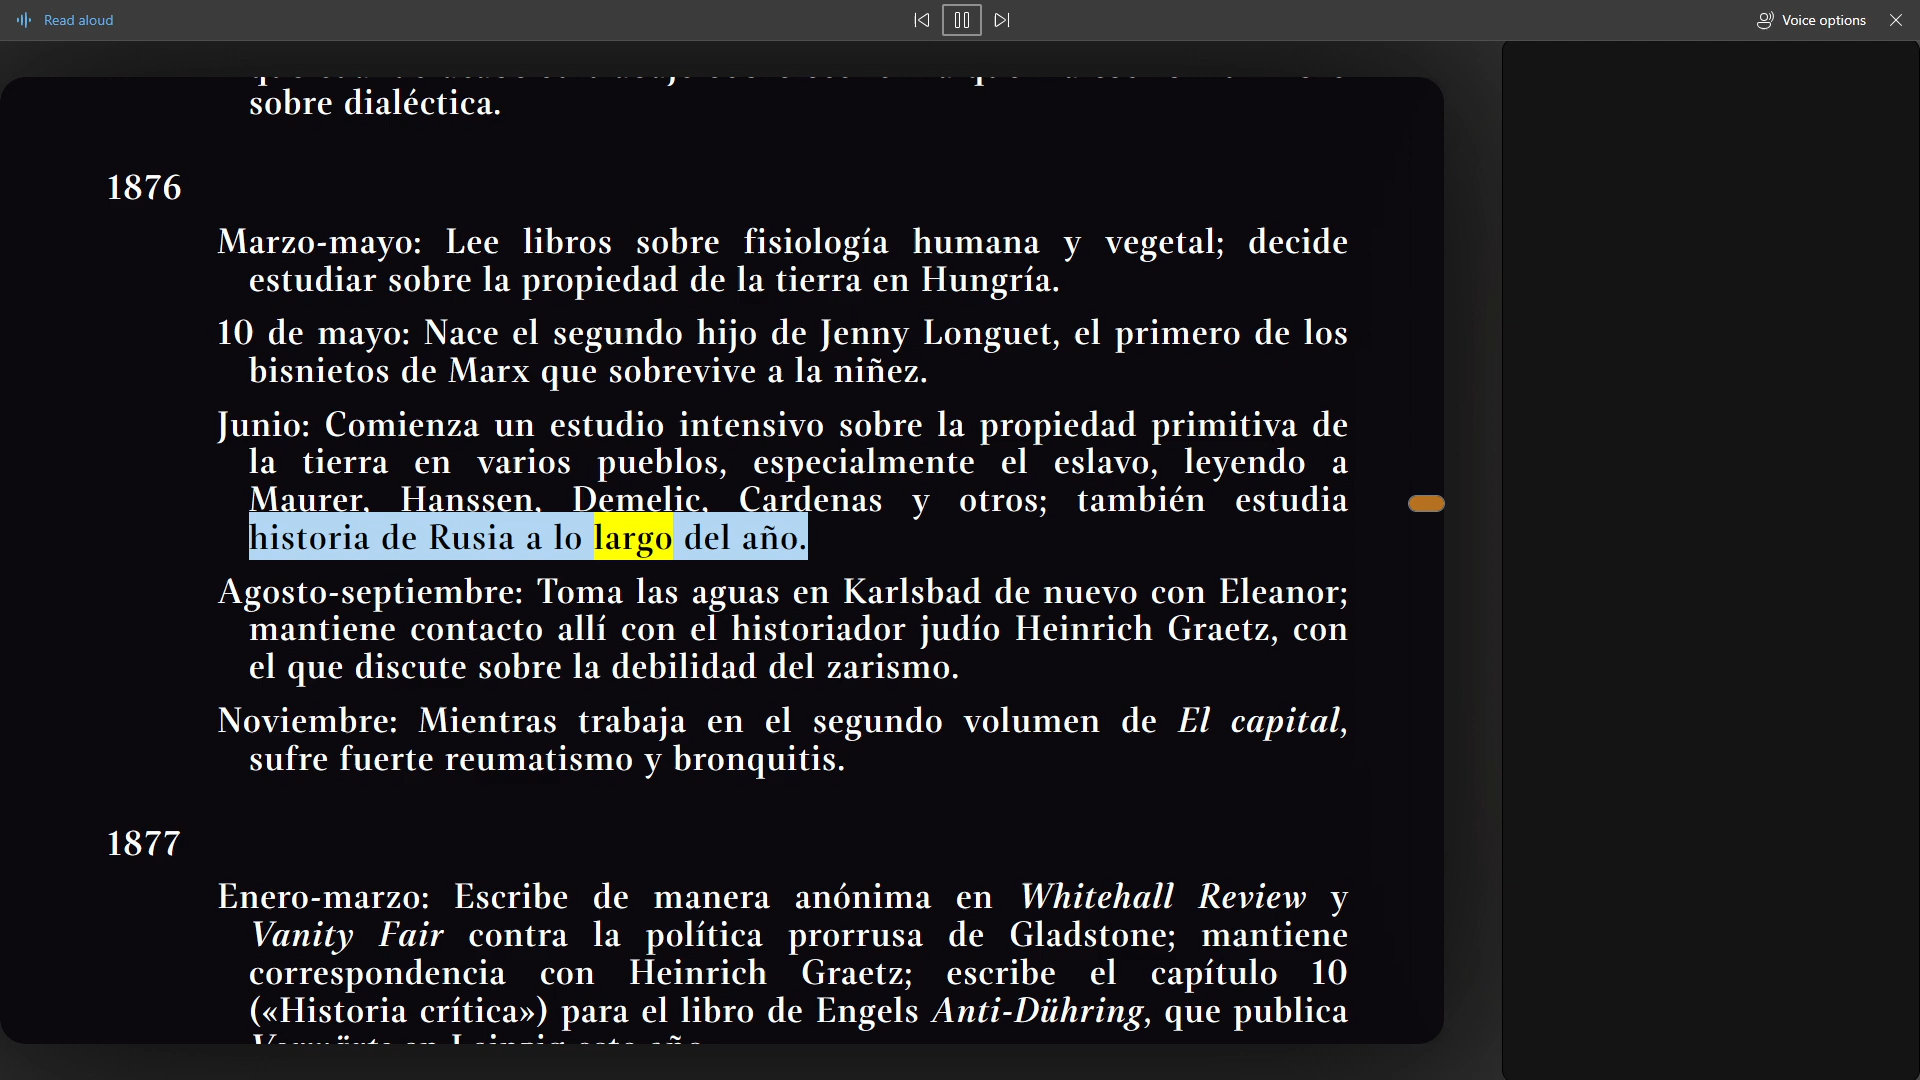 Read aloud
Voice options
sobre dialéctica.
1876
Marzo-mayo: Lee libros sobre fisiología humana y vegetal; decide
estudiar sobre la propiedad de la tierra en Hungría.
10 de mayo: Nace el segundo hijo de Jenny Longuet, el primero de los
bisnietos de Marx que sobrevive a la niñez.
Junio: Comienza un estudio intensivo sobre la propiedad primitiva de
la tierra en varios pueblos, especialmente el eslavo, leyendo a
Maurer, Hanssen, Demelic, Cardenas y otros; también estudia
historia de Rusia a lo largo del año.
Agosto-septiembre: Toma las aguas en Karlsbad de nuevo con Eleanor;
mantiene contacto allí con el historiador judío Heinrich Graetz, con
el que discute sobre la debilidad del zarismo.
Noviembre: Mientras trabaja en el segundo volumen de El capital,
sufre fuerte reumatismo y bronquitis.
1877
Enero-marzo: Escribe de manera anónima en Whitehall Review y
Vanity Fair contra la política prorrusa de Gladstone; mantiene
correspondencia con Heinrich Graetz; escribe el capítulo 10
(«Historia crítica») para el libro de Engels Anti-Dühring, que publica